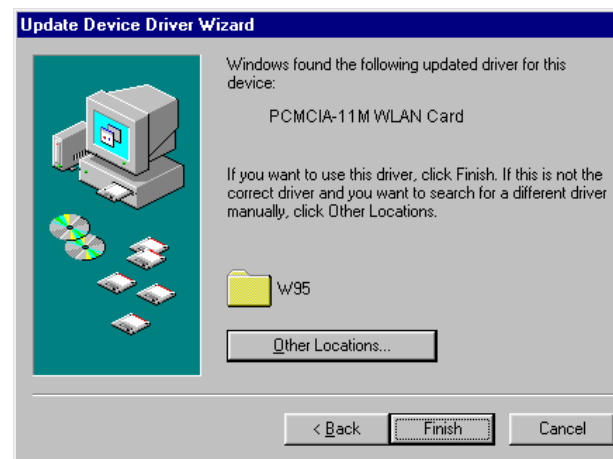 Update Device Driver Wizard
Windows found the following updated driver for this
device:
PCMCIA-11M WLAN Card
If you want to use this driver, click Finish. If this is not the
correct driver and you want to search for a different driver
manually, click Other Locations.
W95
Other Locations...
< Back
Finish
Cancel